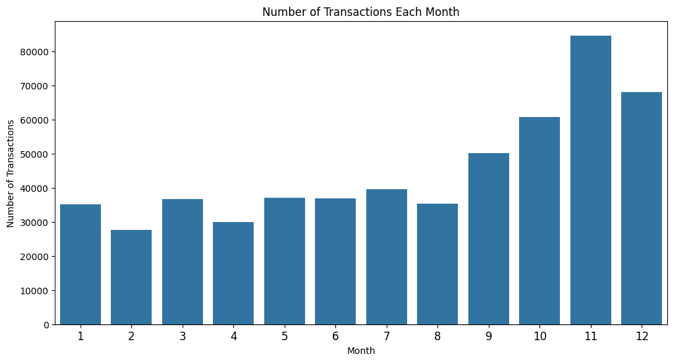 Number of Transactions Each Month
Number of Transactions
80000
70000
60000
50000
40000
30000
20000
10000
0
1 2 3 4 5 6 7 8 9 10 11 12
Month